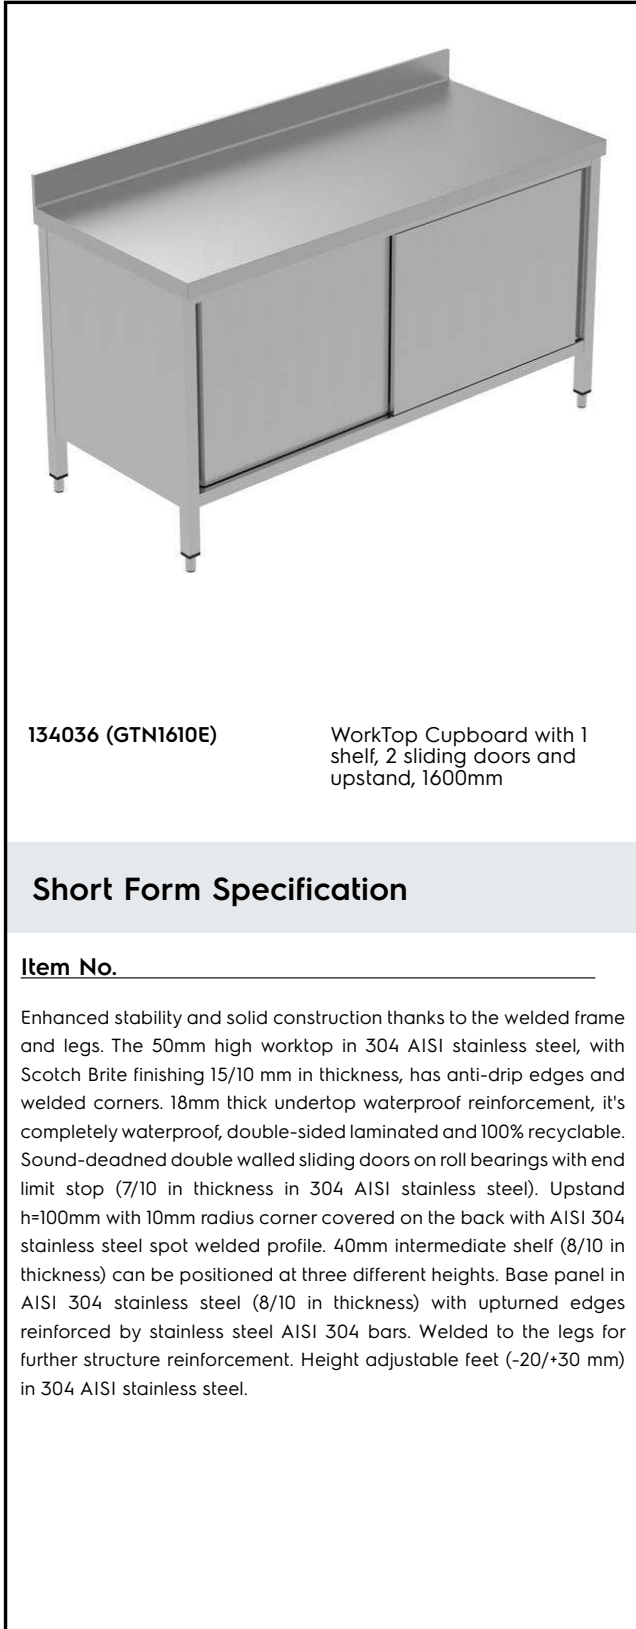 134036 (GTN1610E)
WorkTop Cupboard with 1
shelf, 2 sliding doors and
upstand, 1600mm
Short Form Specification
Item No.
Enhanced stability and solid construction thanks to the welded frame
and legs. The 50mm high worktop in 304 AISI stainless steel, with
Scotch Brite finishing 15/10 mm in thickness, has anti-drip edges and
welded corners. 18mm thick undertop waterproof reinforcement, it's
completely waterproof, double-sided laminated and 100% recyclable.
Sound-deadned double walled sliding doors on roll bearings with end
limit stop (7/10 in thickness in 304 AISI stainless steel). Upstand
h=100mm with 10mm radius corner covered on the back with AISI 304
stainless steel spot welded profile. 40mm intermediate shelf (8/10 in
thickness) can be positioned at three different heights. Base panel in
AISI 304 stainless steel (8/10 in thickness) with upturned edges
reinforced by stainless steel AISI 304 bars. Welded to the legs for
further structure reinforcement. Height adjustable feet (-20/+30 mm)
in 304 AISI stainless steel.